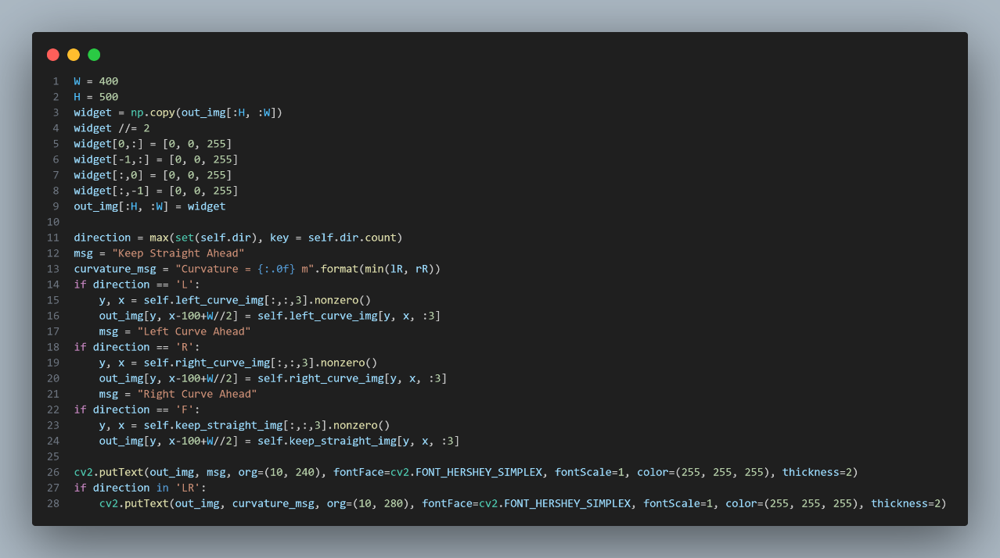 1 W = 400
2 H = 500
3 widget = np.copy(out_img[:H, :W])
4 widget //= 2
5 widget[0,:] = [0, 0, 255]
6 widget[-1,:] = [0, 0, 255]
7 widget[:,0] = [0, 0, 255]
8 widget[:,-1] = [0, 0, 255]
9 out_img[:H, :W] = widget
10
11 direction = max(set(self.dir), key = self.dir.count)
12 msg = "Keep Straight Ahead"
13 curvature_msg = "Curvature = {:.0f} m".format(min(lR, rR))
14 if direction == 'L':
15     y, x = self.left_curve_img[:,:,3].nonzero()
16     out_img[y, x-100+W//2] = self.left_curve_img[y, x, :3]
17     msg = "Left Curve Ahead"
18 if direction == 'R':
19     y, x = self.right_curve_img[:,:,3].nonzero()
20     out_img[y, x-100+W//2] = self.right_curve_img[y, x, :3]
21     msg = "Right Curve Ahead"
22 if direction == 'F':
23     y, x = self.keep_straight_img[:,:,3].nonzero()
24     out_img[y, x-100+W//2] = self.keep_straight_img[y, x, :3]
25
26 cv2.putText(out_img, msg, org=(10, 240), fontFace=cv2.FONT_HERSHEY_SIMPLEX, fontScale=1, color=(255, 255, 255), thickness=2)
27 if direction in 'LR':
28     cv2.putText(out_img, curvature_msg, org=(10, 280), fontFace=cv2.FONT_HERSHEY_SIMPLEX, fontScale=1, color=(255, 255, 255), thickness=2)